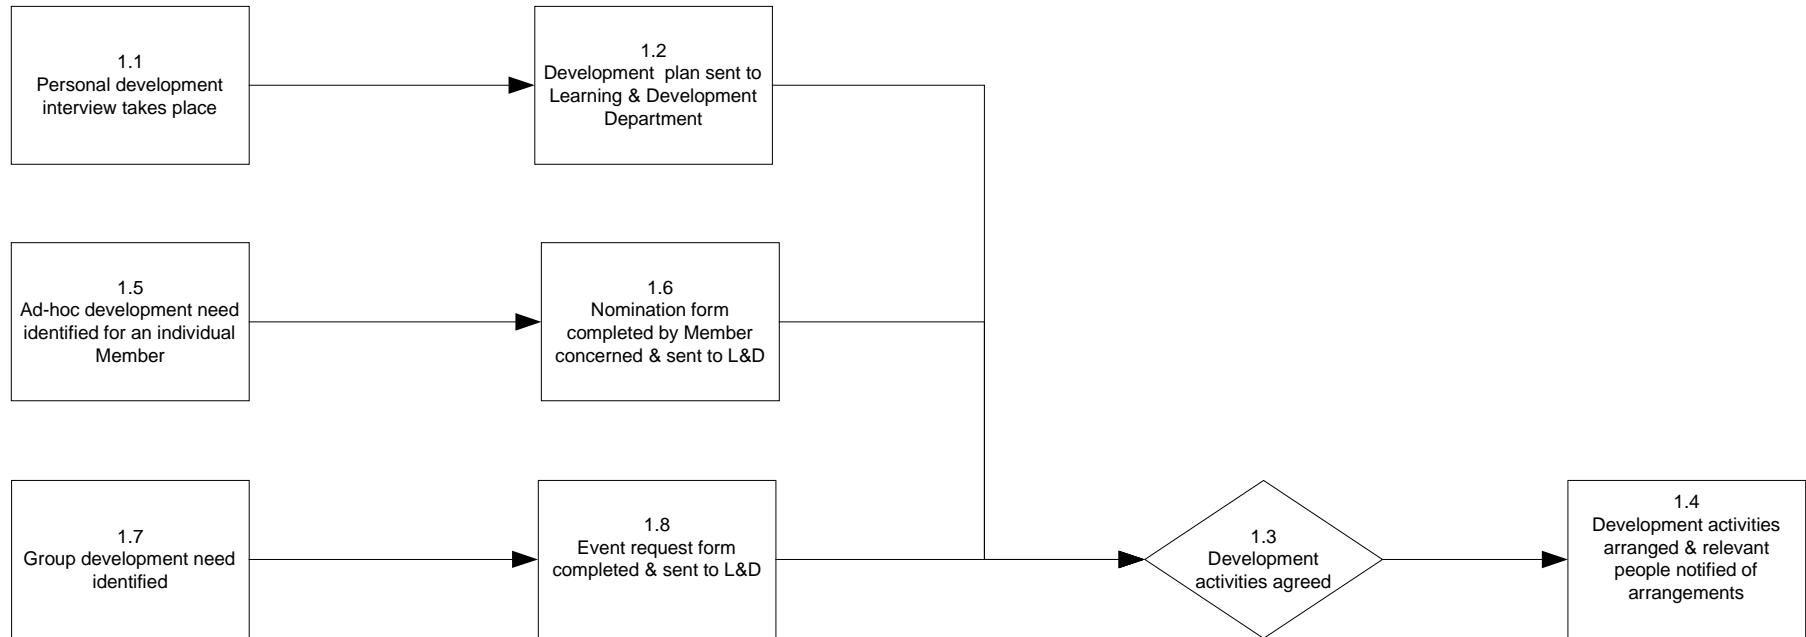 1.1
Personal development
interview takes place
1.2
Development plan sent to
Learning & Development
Department
1.5
Ad-hoc development need
identified for an individual
Member
1.6
Nomination form
completed by Member
concerned & sent to L&D
1.7
Group development need
identified
1.8
Event request form
completed & sent to L&D
1.3
Development
activities agreed
1.4
Development activities
arranged & relevant
people notified of
arrangements